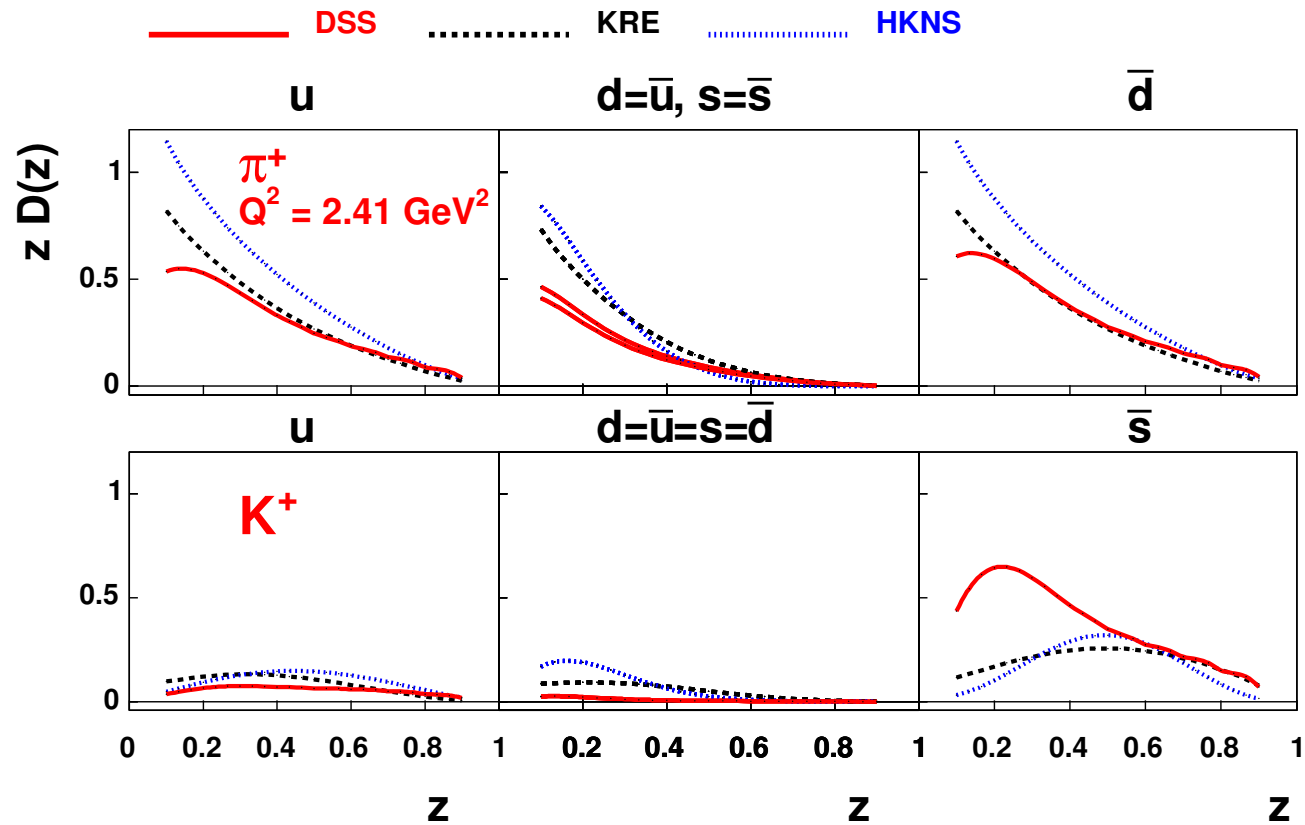 DSS KRE HKNS
u d=u̅, s=s̅ d̅
z D(z)
π⁺
Q² = 2.41 GeV²
1
0.5
0
u d=u̅=s=d̅ s̅
K⁺
1
0.5
0
0 0.2 0.4 0.6 0.8 1 0.2 0.4 0.6 0.8 1 0.2 0.4 0.6 0.8 1
z z z